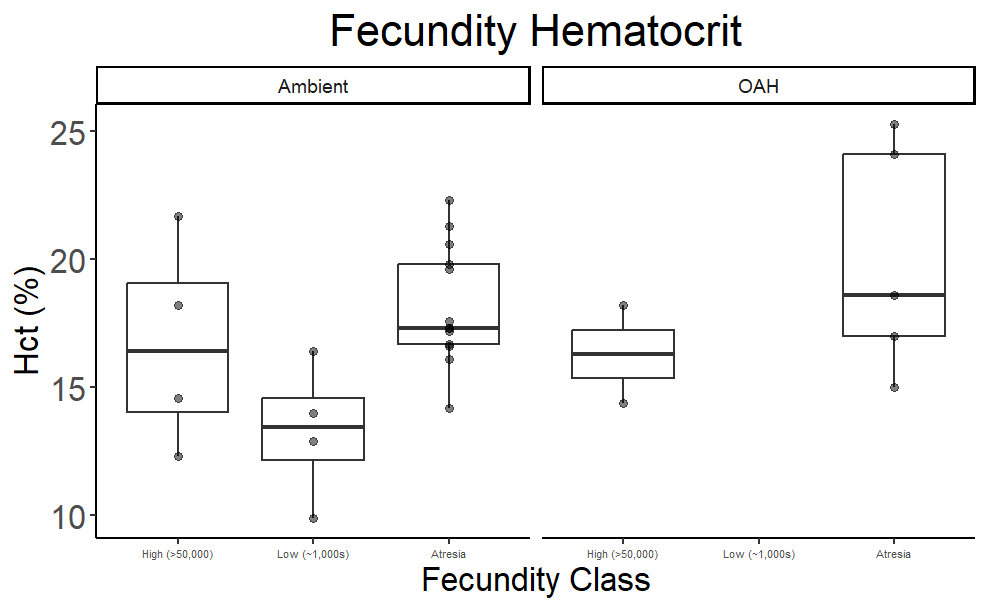 Fecundity Hematocrit
Ambient
OAH
Hct (%)
25
20
15
10
High (>50,000)
Low (~1,000s)
Atresia
High (>50,000)
Low (~1,000s)
Atresia
Fecundity Class